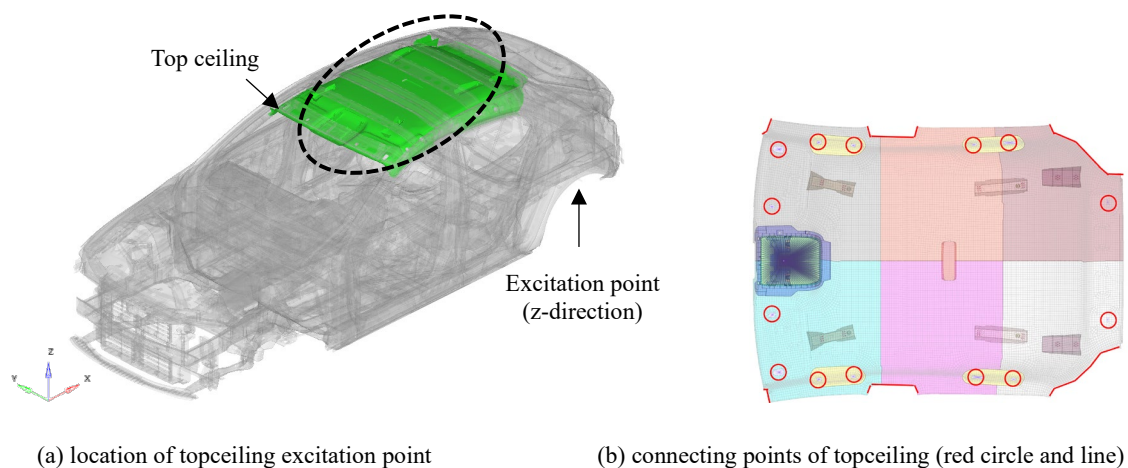 Top ceiling
Excitation point
(z-direction)
Z
Y
X
(a) location of topceiling excitation point
(b) connecting points of topceiling (red circle and line)